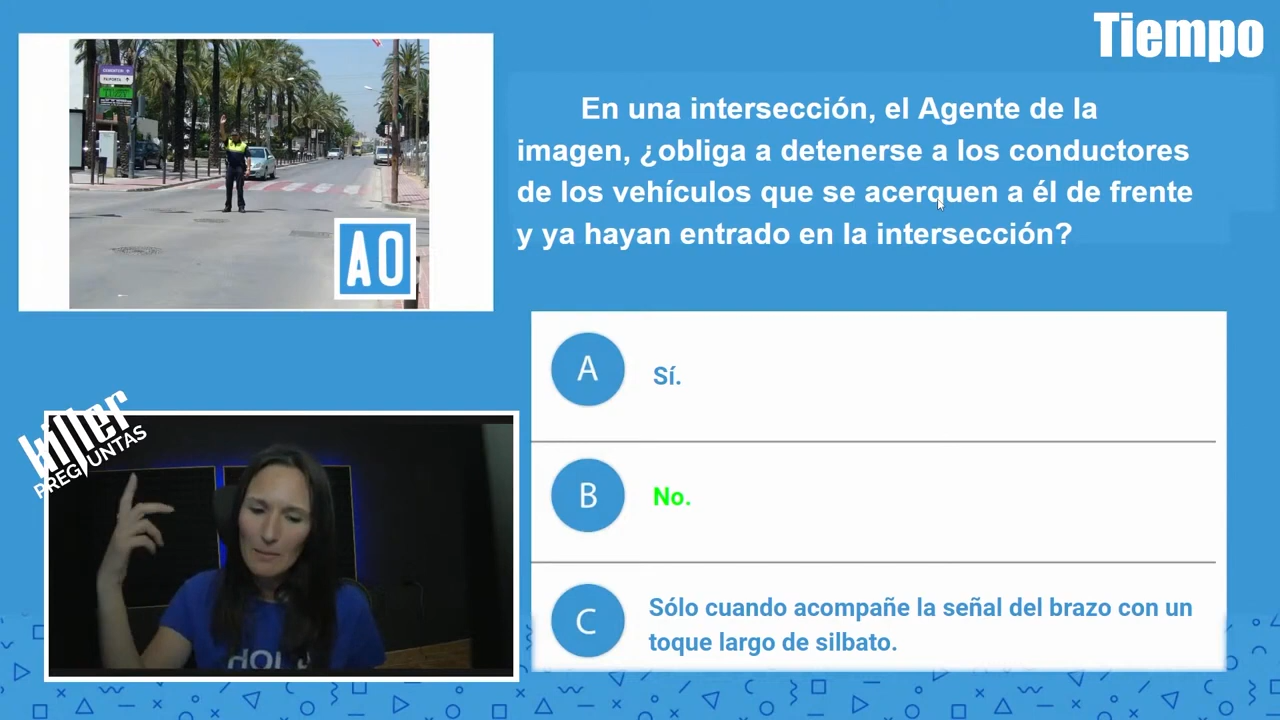 Tiempo
En una intersección, el Agente de la
imagen, ¿obliga a detenerse a los conductores
de los vehículos que se acerquen a él de frente
y ya hayan entrado en la intersección?
AO
A
Sí.
B
No.
C
Sólo cuando acompañe la señal del brazo con un
toque largo de silbato.
killer
PREGUNTAS